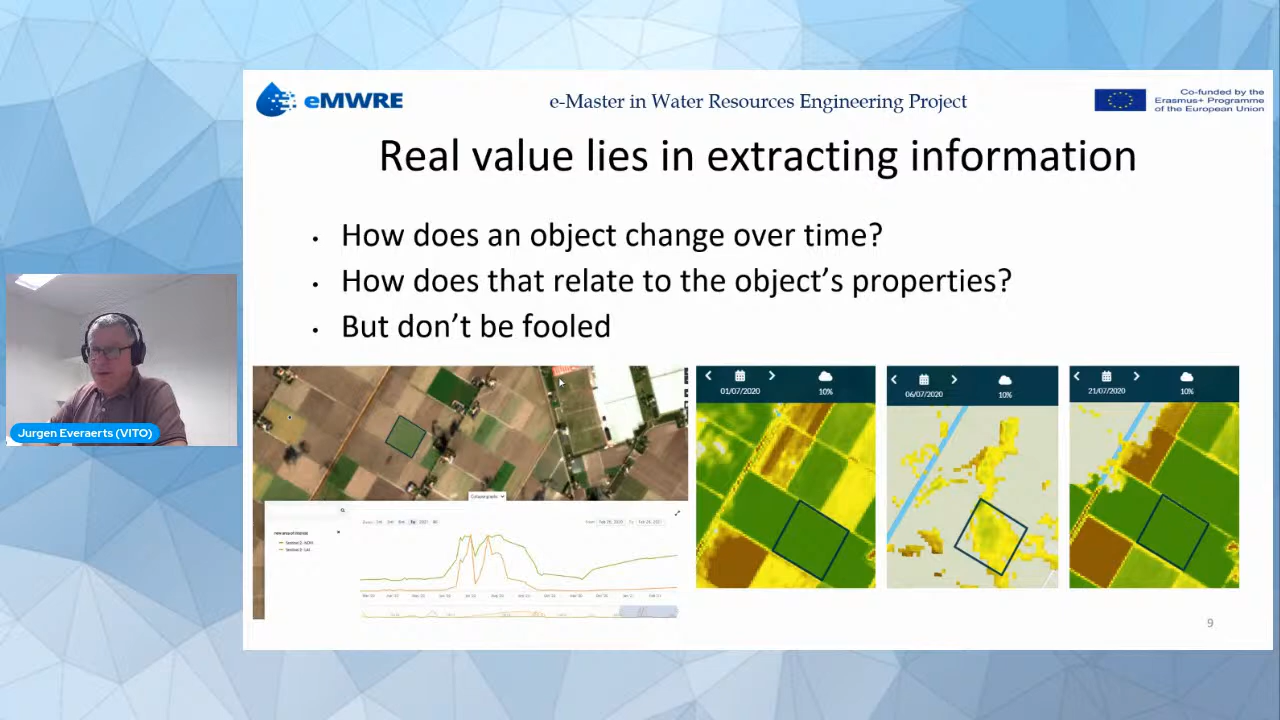 eMWRE
e-Master in Water Resources Engineering Project
Co-funded by the
Erasmus+ Programme
of the European Union
Real value lies in extracting information
• How does an object change over time?
• How does that relate to the object’s properties?
• But don’t be fooled
01/07/2020
10%
06/07/2020
10%
21/07/2020
10%
Jurgen Everaerts (VITO)
9